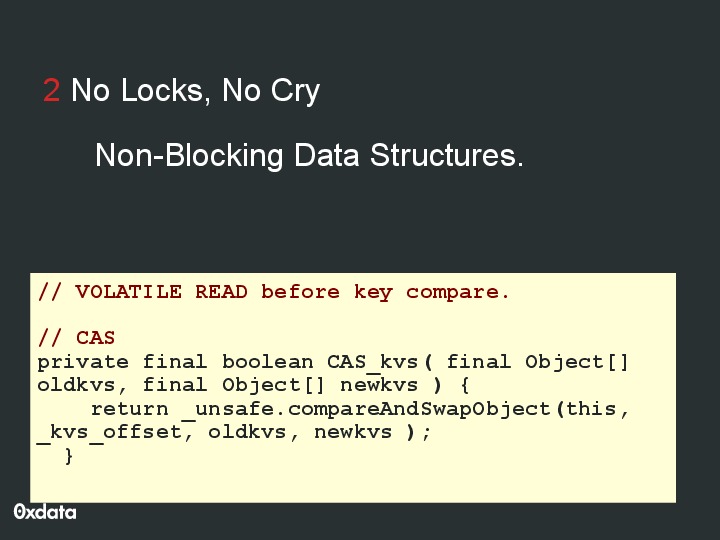 2 No Locks, No Cry
Non-Blocking Data Structures.
// VOLATILE READ before key compare.
// CAS
private final boolean CAS_kvs( final Object[]
oldkvs, final Object[] newkvs ) {
return _unsafe.compareAndSwapObject(this,
_kvs_offset, oldkvs, newkvs );
}
0xdata